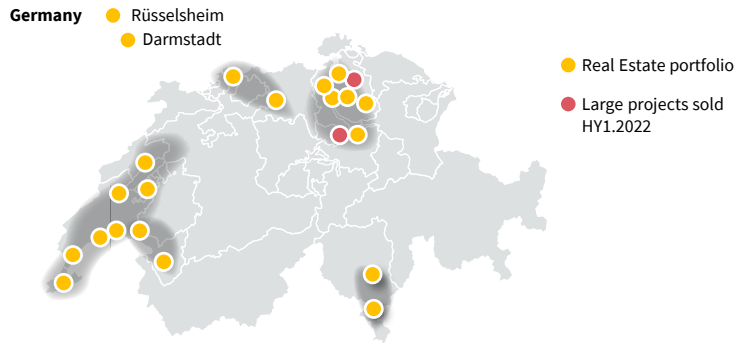 Germany Rüsselsheim
Darmstadt
Real Estate portfolio
Large projects sold
HY1.2022